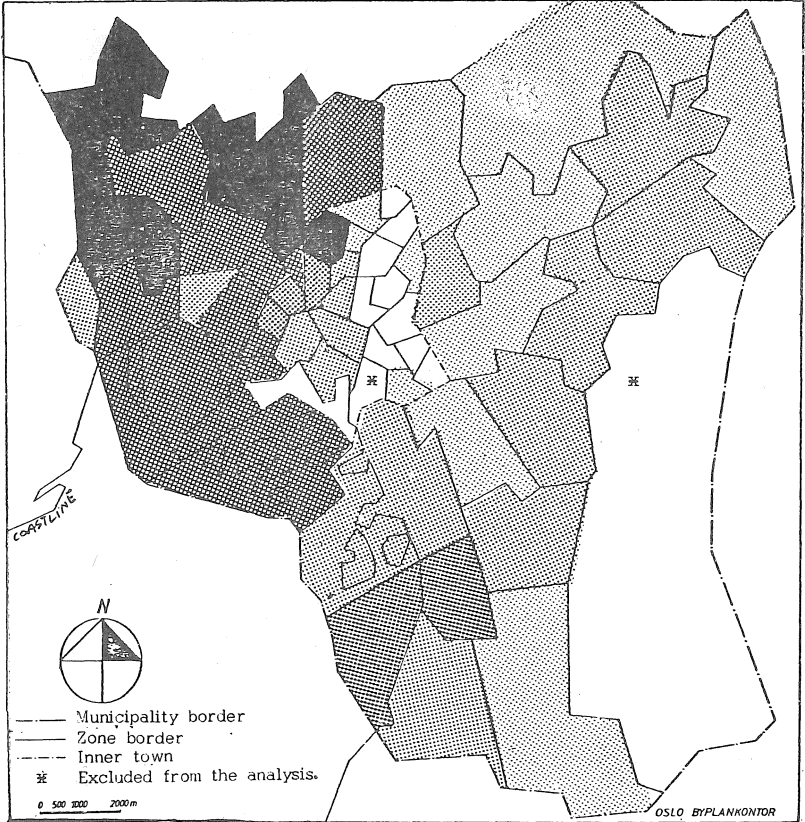 COASTLINE
N
Municipality border
Zone border
Inner town
Excluded from the analysis.
0 500 1000 2000m
OSLO BYPLANKONTOR